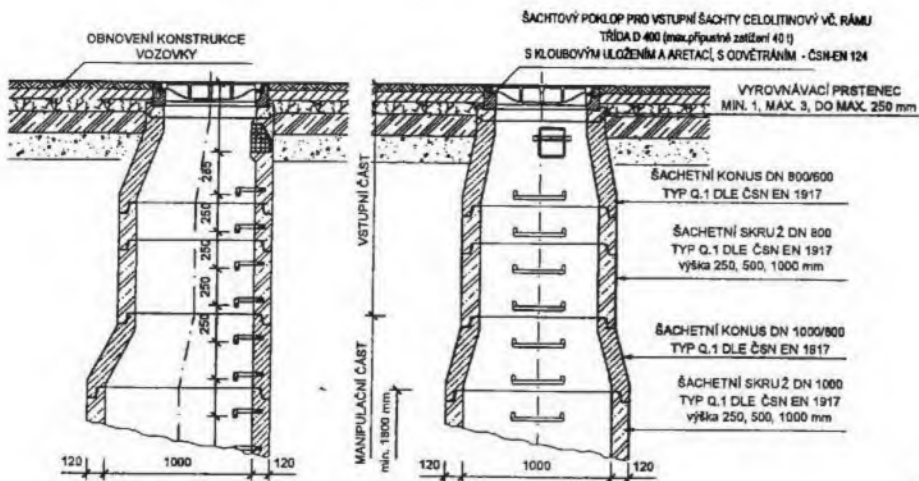 OBNOVENÍ KONSTRUKCE
VOZOVKY
ŠACHTOVÝ POKLOP PRO VSTUPNÍ ŠACHTY CELOLITINOVÝ VČ. RÁMU
TŘÍDA D 400 (max.přípustné zatížení 40 t)
S KLOUBOVÝM ULOŽENÍM A ARETACÍ, S ODVĚTRÁNÍM - ČSN-EN 124
VYROVNÁVACÍ PRSTENEC
MIN. 1, MAX. 3, DO MAX. 250 mm
ŠACHETNÍ KONUS DN 800/600
TYP Q.1 DLE ČSN EN 1917
ŠACHETNÍ SKRUŽ DN 800
TYP Q.1 DLE ČSN EN 1917
výška 250, 500, 1000 mm
ŠACHETNÍ KONUS DN 1000/800
TYP Q.1 DLE ČSN EN 1917
ŠACHETNÍ SKRUŽ DN 1000
TYP Q.1 DLE ČSN EN 1917
výška 250, 500, 1000 mm
VSTUPNÍ ČÁST
MANIPULAČNÍ ČÁST
min. 1800 mm
265
250
250
250
250
120
1000
120
120
1000
120